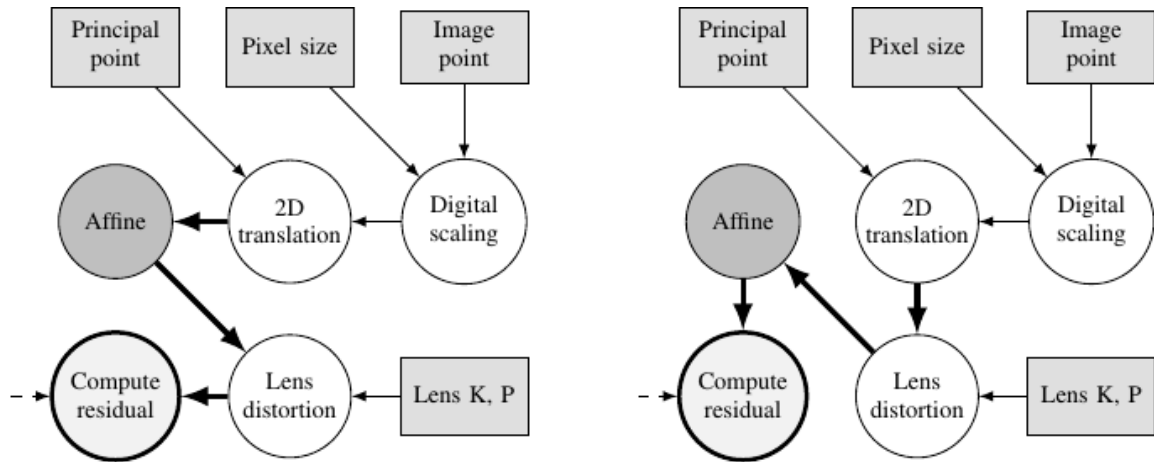 Principal
point
Pixel size
Image
point
Affine
2D
translation
Digital
scaling
Compute
residual
Lens
distortion
Lens K, P
Principal
point
Pixel size
Image
point
Affine
2D
translation
Digital
scaling
Compute
residual
Lens
distortion
Lens K, P